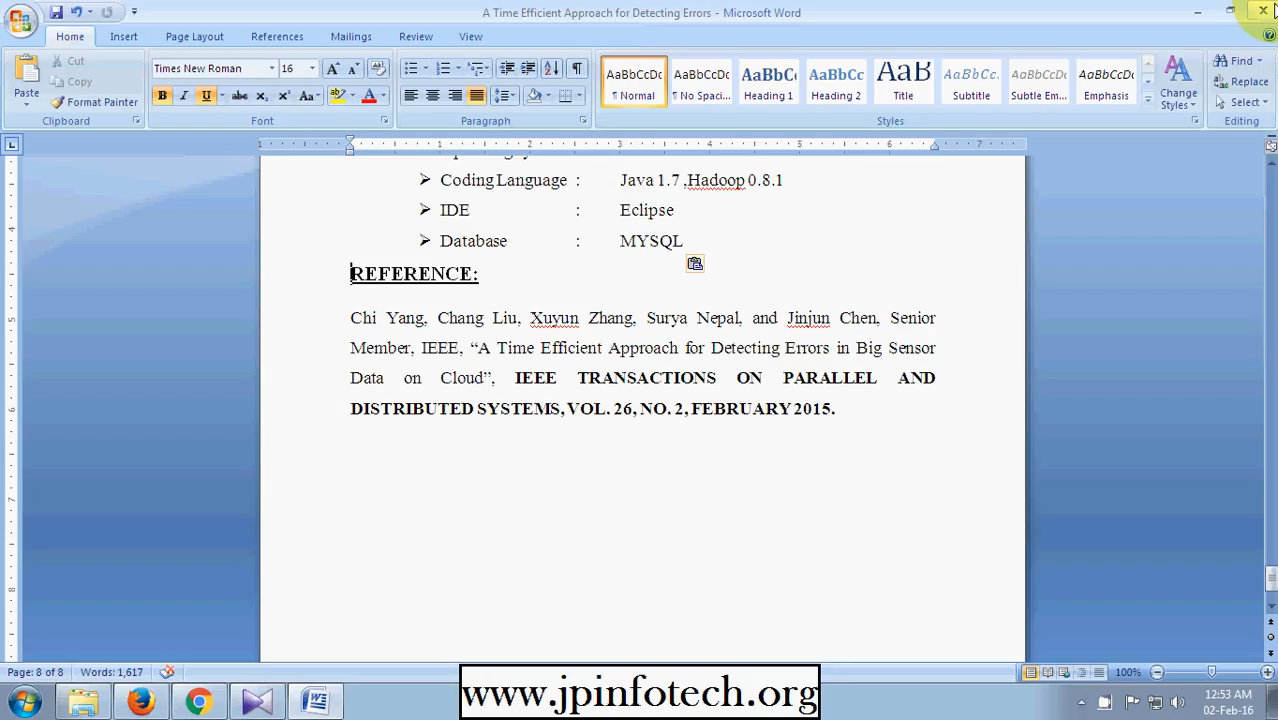 A Time Efficient Approach for Detecting Errors - Microsoft Word
Home Insert Page Layout References Mailings Review View
Paste
Cut
Copy
Format Painter
Clipboard
Times New Roman 16
Font
Paragraph
AaBbCcDc AaBbCcDc AaBbCc AaBbCc AaB AaBbCc. AaBbCcDc AaBbCcDc
¶ Normal ¶ No Spaci... Heading 1 Heading 2 Title Subtitle Subtle Em... Emphasis
Change Styles
Styles
Find
Replace
Select
Editing
Coding Language : Java 1.7 ,Hadoop 0.8.1
IDE : Eclipse
Database : MYSQL
REFERENCE:
Chi Yang, Chang Liu, Xuyun Zhang, Surya Nepal, and Jinjun Chen, Senior
Member, IEEE, “A Time Efficient Approach for Detecting Errors in Big Sensor
Data on Cloud”, IEEE TRANSACTIONS ON PARALLEL AND
DISTRIBUTED SYSTEMS, VOL. 26, NO. 2, FEBRUARY 2015.
Page: 8 of 8 Words: 1,617 100%
www.jpinfotech.org
12:53 AM
02-Feb-16